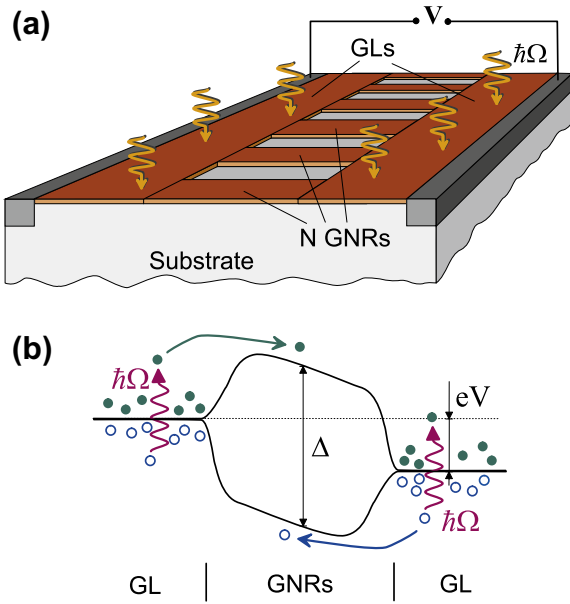 (a)
V
GLs
ħΩ
N GNRs
Substrate
(b)
ħΩ
eV
Δ
ħΩ
GL
GNRs
GL